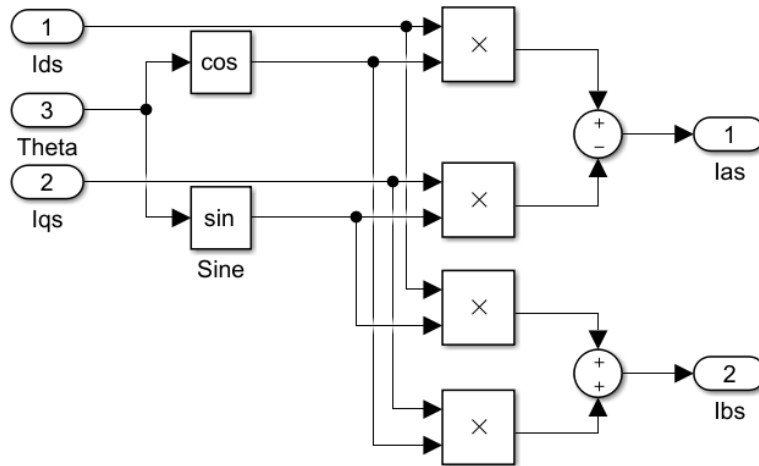 1
Ids
cos
×
3
Theta
+
−
1
Ias
2
Iqs
sin
Sine
×
×
+
+
2
Ibs
×